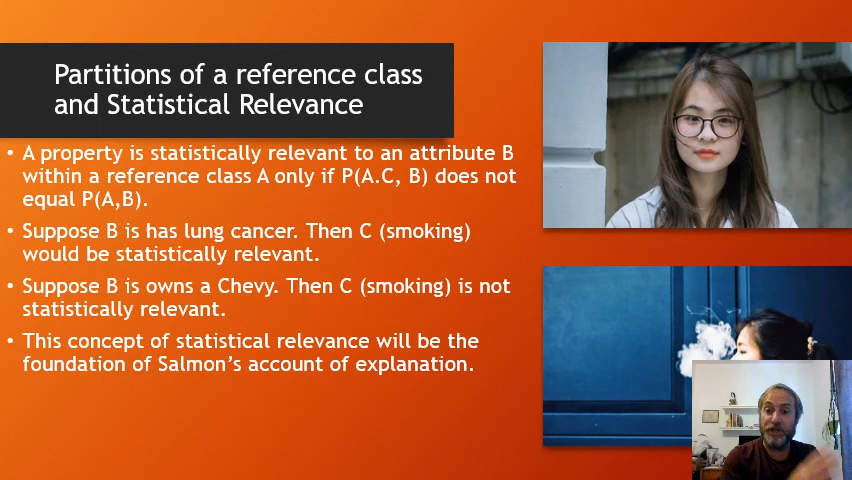 Partitions of a reference class
and Statistical Relevance
• A property is statistically relevant to an attribute B
within a reference class A only if P(A.C, B) does not
equal P(A,B).
• Suppose B is has lung cancer. Then C (smoking)
would be statistically relevant.
• Suppose B is owns a Chevy. Then C (smoking) is not
statistically relevant.
• This concept of statistical relevance will be the
foundation of Salmon’s account of explanation.